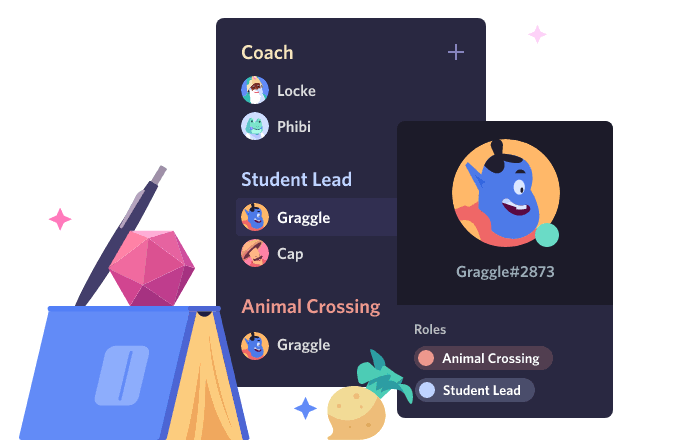 Coach
Locke
Phibi
Student Lead
Graggle
Cap
Animal Crossing
Graggle
Graggle#2873
Roles
Animal Crossing
Student Lead